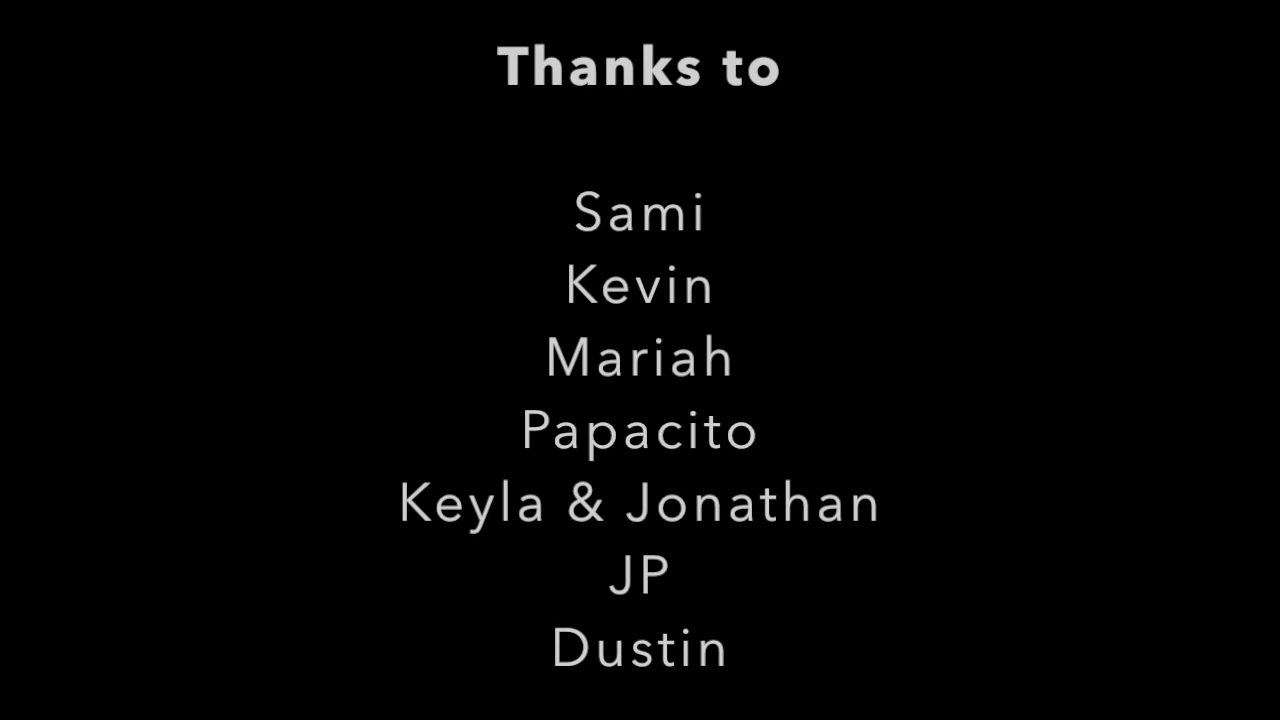 Thanks to
Sami
Kevin
Mariah
Papacito
Keyla & Jonathan
JP
Dustin